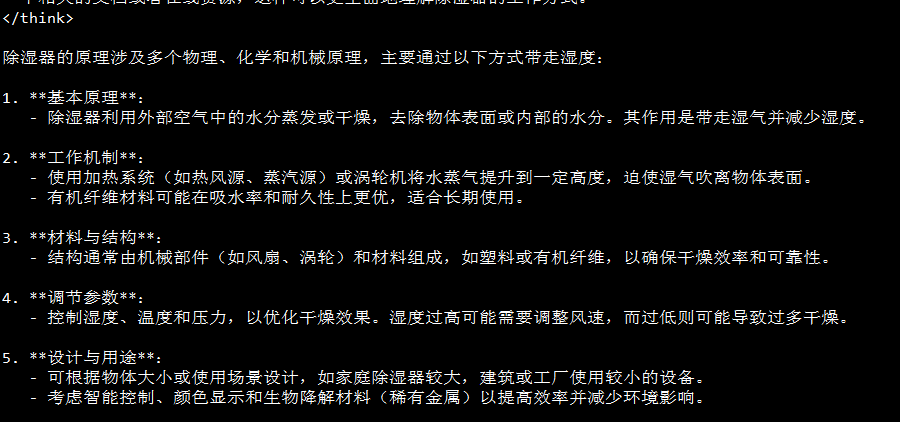 </think>
除湿器的原理涉及多个物理、化学和机械原理，主要通过以下方式带走湿度：
1. **基本原理**：
- 除湿器利用外部空气中的水分蒸发或干燥，去除物体表面或内部的水分。其作用是带走湿气并减少湿度。
2. **工作机制**：
- 使用加热系统（如热风源、蒸汽源）或涡轮机将水蒸气提升到一定高度，迫使湿气吹离物体表面。
- 有机纤维材料可能在吸水率和耐久性上更优，适合长期使用。
3. **材料与结构**：
- 结构通常由机械部件（如风扇、涡轮）和材料组成，如塑料或有机纤维，以确保干燥效率和可靠性。
4. **调节参数**：
- 控制湿度、温度和压力，以优化干燥效果。湿度过高可能需要调整风速，而过低则可能导致过多干燥。
5. **设计与用途**：
- 可根据物体大小或使用场景设计，如家庭除湿器较大，建筑或工厂使用较小的设备。
- 考虑智能控制、颜色显示和生物降解材料（稀有金属）以提高效率并减少环境影响。